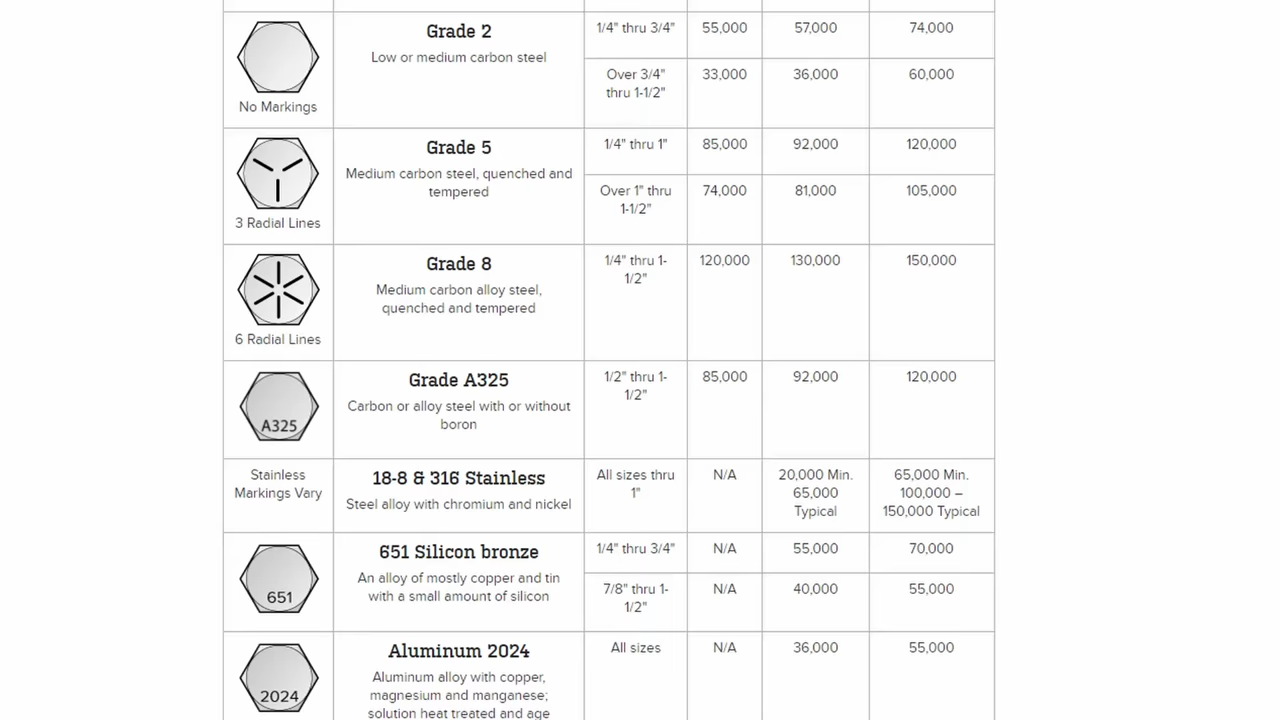 Grade 2
1/4" thru 3/4"
55,000
57,000
74,000
Low or medium carbon steel
Over 3/4"
thru 1-1/2"
33,000
36,000
60,000
No Markings
Grade 5
1/4" thru 1"
85,000
92,000
120,000
Medium carbon steel, quenched and
tempered
Over 1" thru
1-1/2"
74,000
81,000
105,000
3 Radial Lines
Grade 8
1/4" thru 1-
1/2"
120,000
130,000
150,000
Medium carbon alloy steel,
quenched and tempered
6 Radial Lines
A325
Grade A325
1/2" thru 1-
1/2"
85,000
92,000
120,000
Carbon or alloy steel with or without
boron
Stainless
Markings Vary
18-8 & 316 Stainless
Steel alloy with chromium and nickel
All sizes thru
1"
N/A
20,000 Min.
65,000
Typical
65,000 Min.
100,000 –
150,000 Typical
651
651 Silicon bronze
An alloy of mostly copper and tin
with a small amount of silicon
1/4" thru 3/4"
N/A
55,000
70,000
7/8" thru 1-
1/2"
N/A
40,000
55,000
2024
Aluminum 2024
Aluminum alloy with copper,
magnesium and manganese;
solution heat treated and age
All sizes
N/A
36,000
55,000